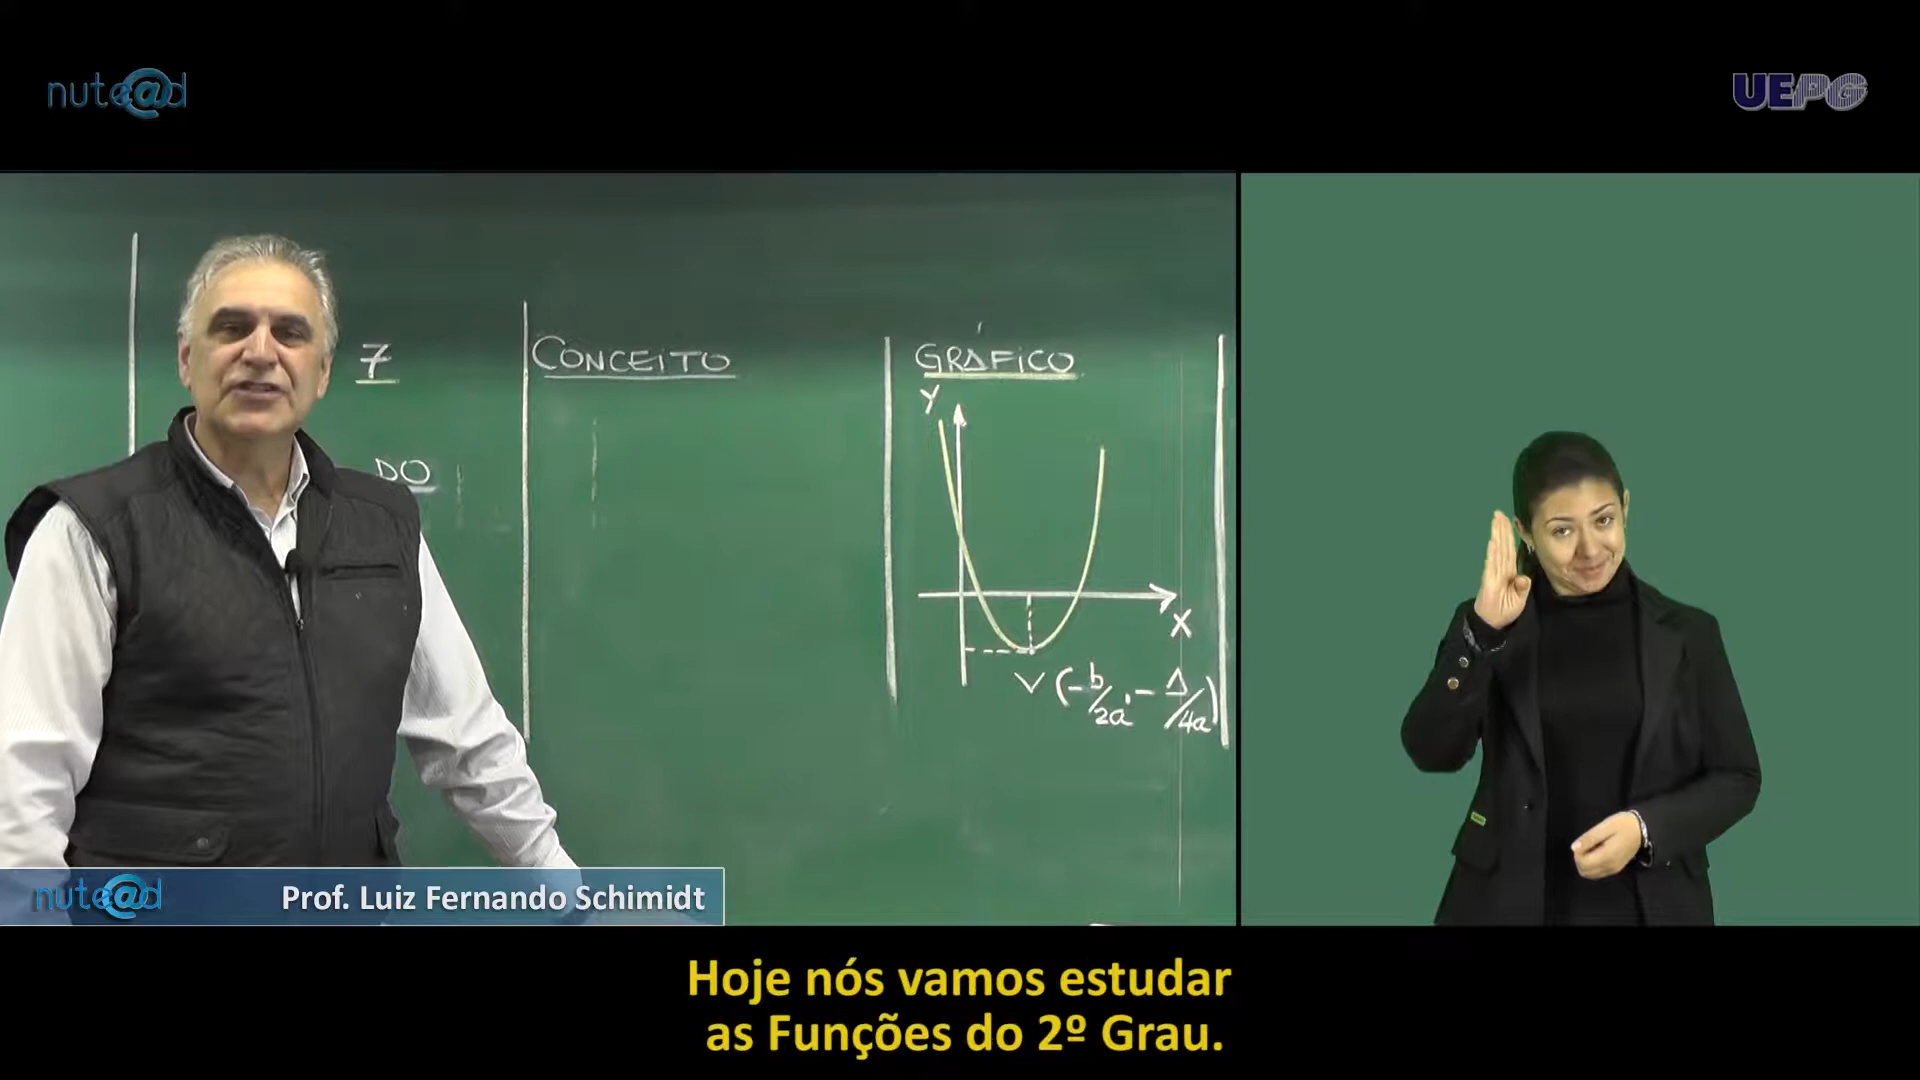 nute@d
UEPG
7
DO
CONCEITO
GRÁFICO
Y
X
V (-b/2a, -Δ/4a)
nute@d
Prof. Luiz Fernando Schimidt
Hoje nós vamos estudar
as Funções do 2º Grau.